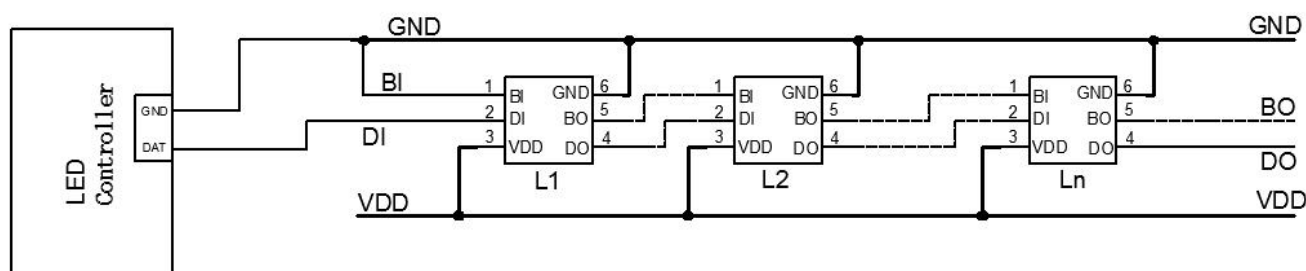 GND GND
BI
1 BI GND 6 1 BI GND 6 1 BI GND 6
GND
2 DI BO 5 2 DI BO 5 2 DI BO 5 BO
DI
DAT
3 VDD DO 4 3 VDD DO 4 3 VDD DO 4 DO
L1 L2 Ln
VDD VDD
LED
Controller